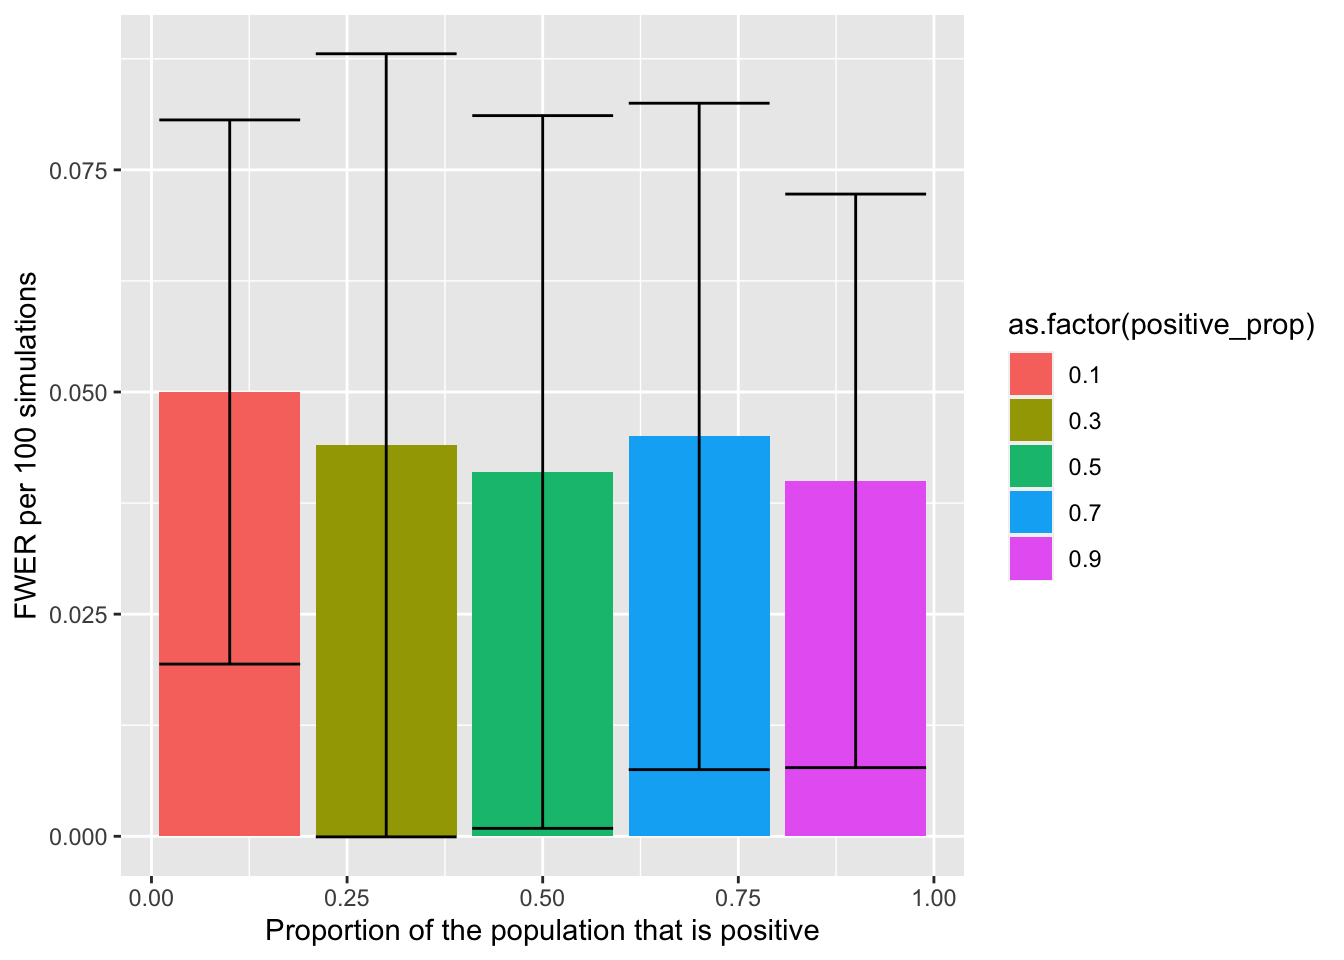 FWER per 100 simulations
0.075
0.050
0.025
0.000
0.00 0.25 0.50 0.75 1.00
Proportion of the population that is positive
as.factor(positive_prop)
0.1
0.3
0.5
0.7
0.9